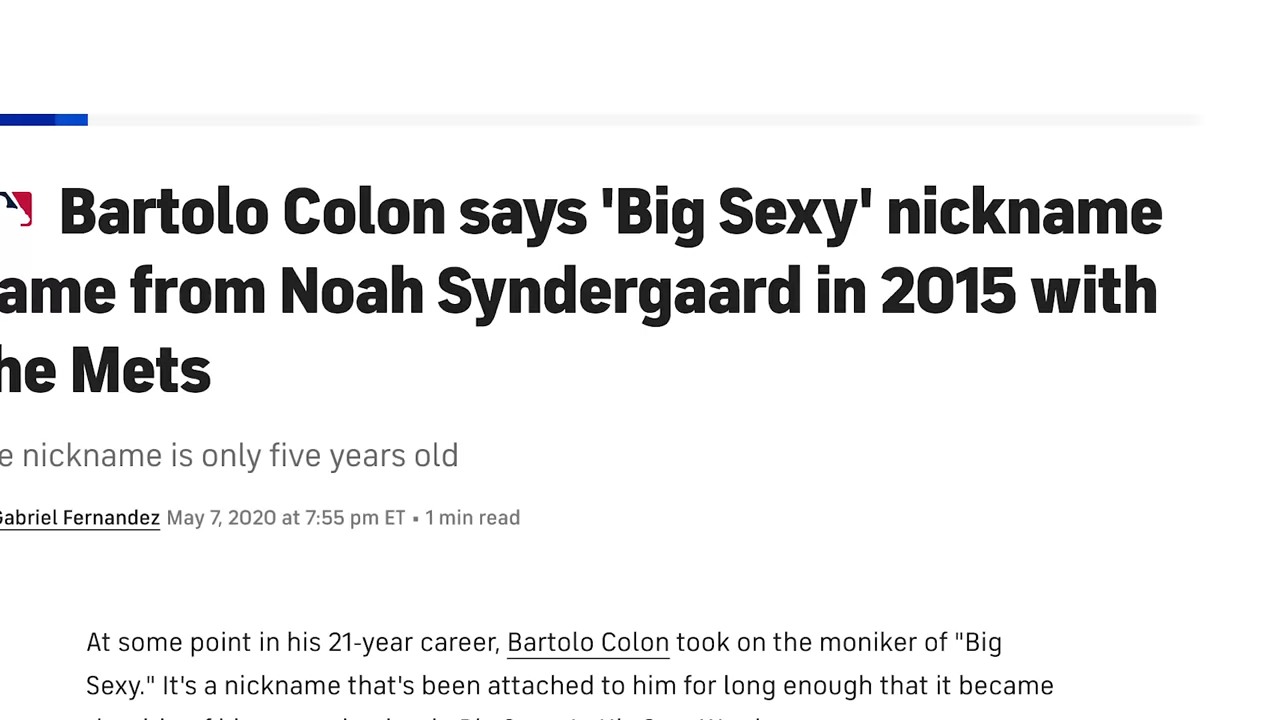 Bartolo Colon says 'Big Sexy' nickname
ame from Noah Syndergaard in 2015 with
he Mets
e nickname is only five years old
Gabriel Fernandez May 7, 2020 at 7:55 pm ET • 1 min read
At some point in his 21-year career, Bartolo Colon took on the moniker of "Big
Sexy." It's a nickname that's been attached to him for long enough that it became